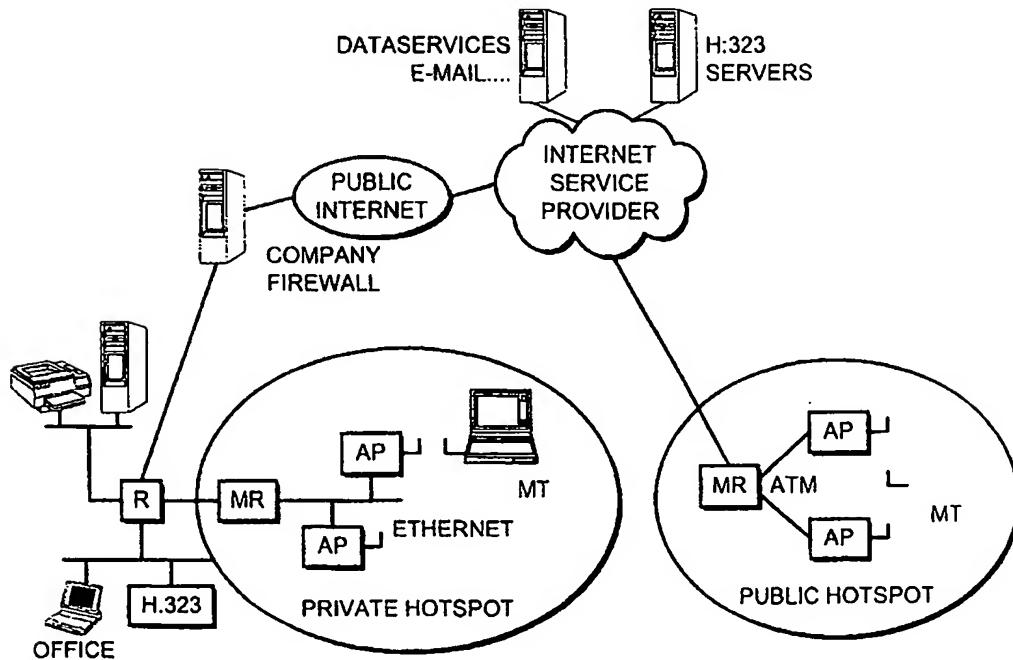 DATASERVICES
E-MAIL....
H:323
SERVERS
INTERNET
SERVICE
PROVIDER
PUBLIC
INTERNET
COMPANY
FIREWALL
AP
MT
R
MR
ETHERNET
AP
H.323
OFFICE
PRIVATE HOTSPOT
AP
MR
ATM
MT
AP
PUBLIC HOTSPOT